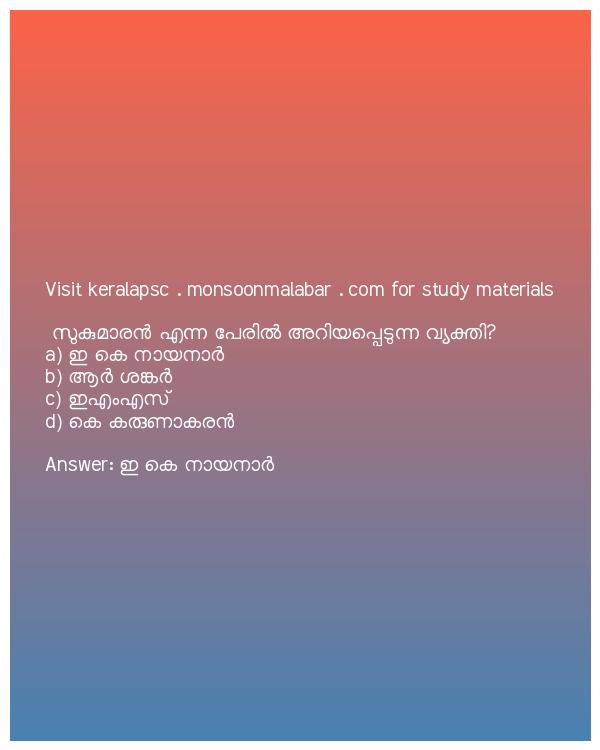 Visit keralapsc . monsoonmalabar . com for study materials
സുകുമാരൻ എന്ന പേരിൽ അറിയപ്പെടുന്ന വ്യക്തി?
a) ഇ കെ നായനാർ
b) ആർ ശങ്കർ
c) ഇഎംഎസ്
d) കെ കരുണാകരൻ
Answer: ഇ കെ നായനാർ